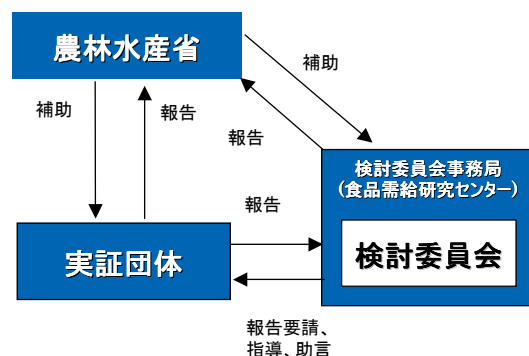 農林水産省
補助
補助
報告
報告
検討委員会事務局
(食品需給研究センター)
報告
検討委員会
実証団体
報告要請、
指導、助言